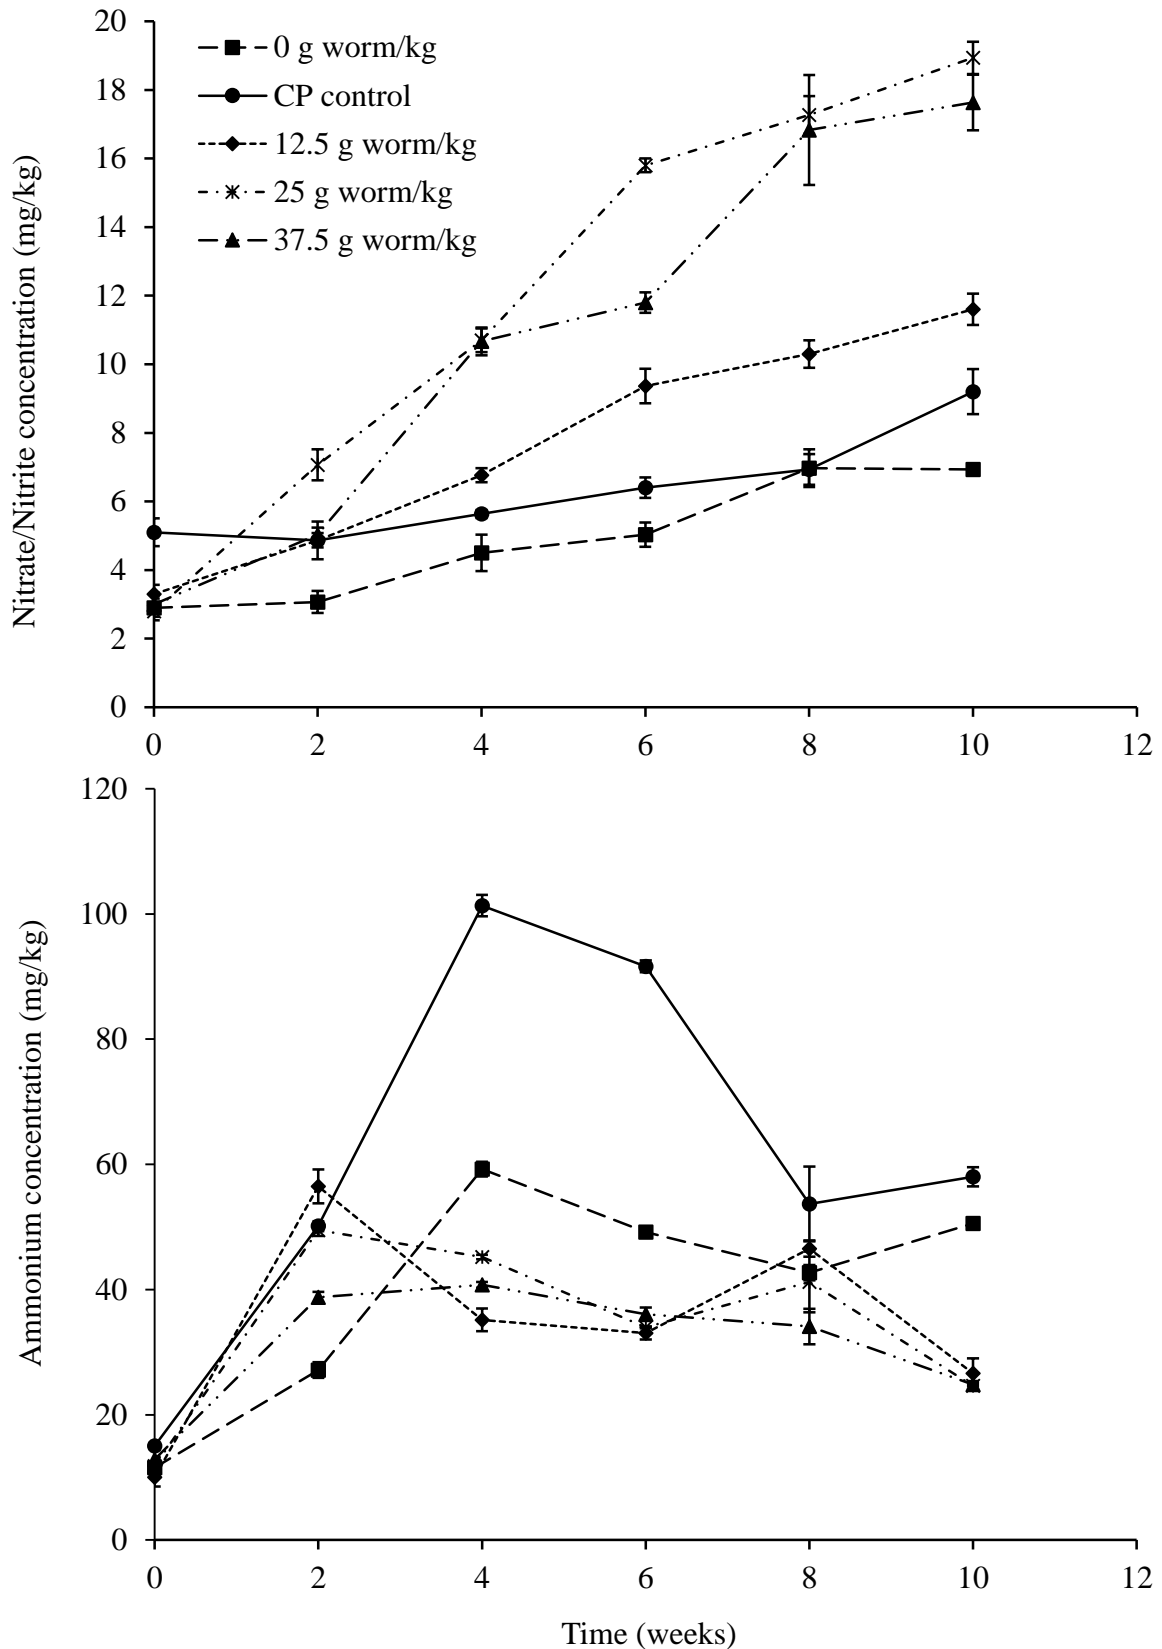 20
18
16
14
12
10
8
6
4
2
0
Nitrate/Nitrite concentration (mg/kg)
0 g worm/kg
CP control
12.5 g worm/kg
25 g worm/kg
37.5 g worm/kg
0 2 4 6 8 10 12
120
100
80
60
40
20
0
Ammonium concentration (mg/kg)
0 2 4 6 8 10 12
Time (weeks)